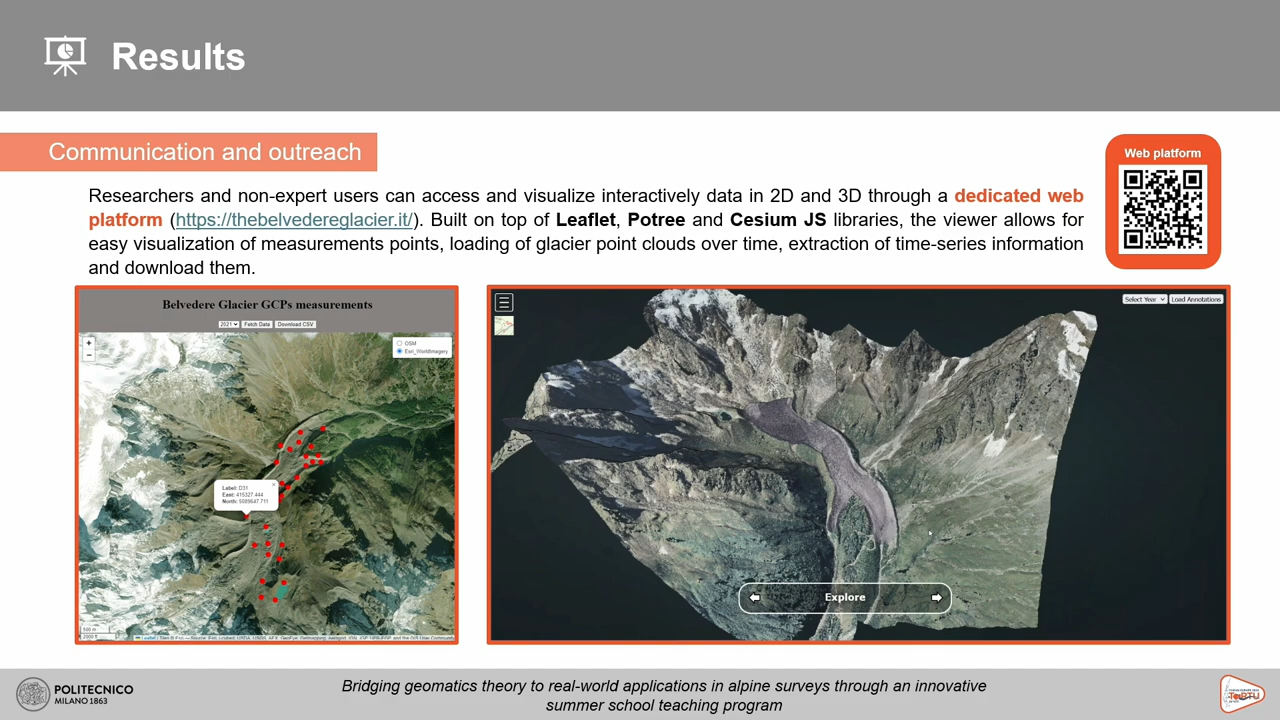 Results
Communication and outreach
Web platform
Researchers and non-expert users can access and visualize interactively data in 2D and 3D through a dedicated web
platform (https://thebelvedereglacier.it/). Built on top of Leaflet, Potree and Cesium JS libraries, the viewer allows for
easy visualization of measurements points, loading of glacier point clouds over time, extraction of time-series information
and download them.
Belvedere Glacier GCPs measurements
2021 Fetch Data Download CSV
+
−
OSM
Esri_WorldImagery
Label: D31
East: 415327.444
North: 5089647.711
500 m
2000 ft
Select Year Load Annotations
Explore
POLITECNICO
MILANO 1863
Bridging geomatics theory to real-world applications in alpine surveys through an innovative
summer school teaching program